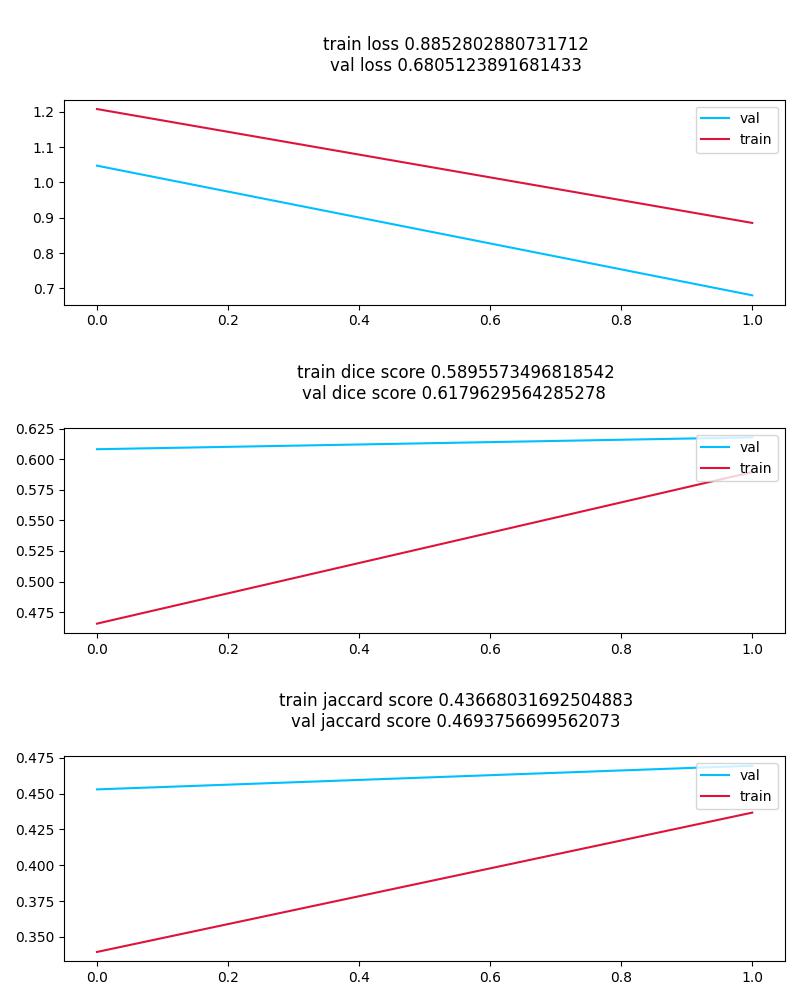 train loss 0.8852802880731712
val loss 0.6805123891681433
1.2
1.1
1.0
0.9
0.8
0.7
val
train
0.0 0.2 0.4 0.6 0.8 1.0
train dice score 0.5895573496818542
val dice score 0.6179629564285278
0.625
0.600
0.575
0.550
0.525
0.500
0.475
val
train
0.0 0.2 0.4 0.6 0.8 1.0
train jaccard score 0.43668031692504883
val jaccard score 0.4693756699562073
0.475
0.450
0.425
0.400
0.375
0.350
val
train
0.0 0.2 0.4 0.6 0.8 1.0